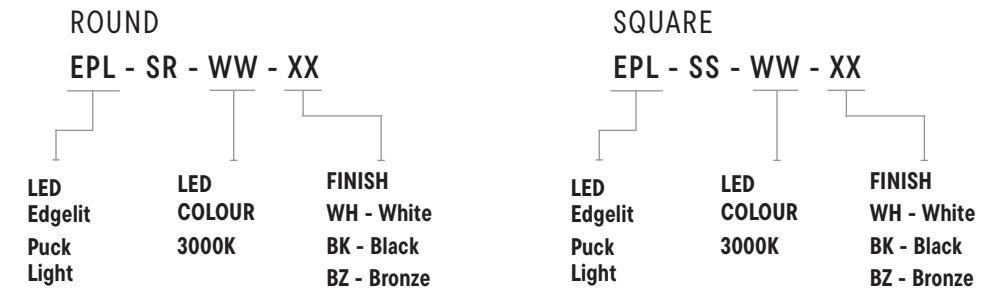 ROUND
EPL - SR - WW - XX
LED
Edgelit
Puck
Light
LED
COLOUR
3000K
FINISH
WH - White
BK - Black
BZ - Bronze
SQUARE
EPL - SS - WW - XX
LED
Edgelit
Puck
Light
LED
COLOUR
3000K
FINISH
WH - White
BK - Black
BZ - Bronze